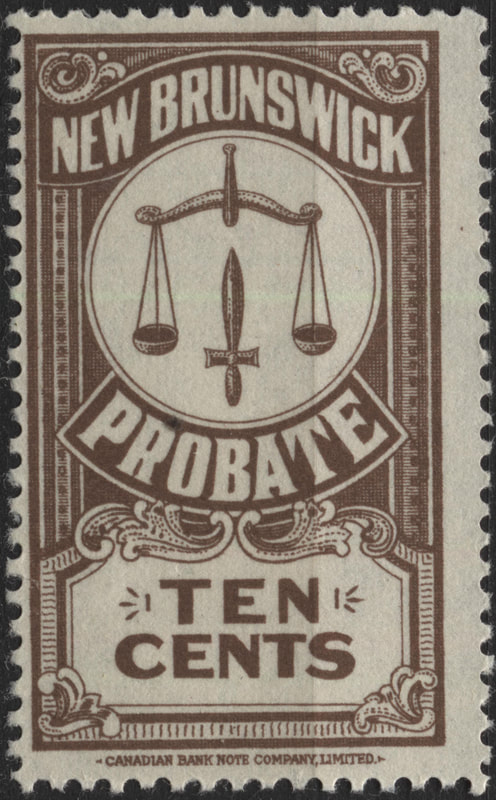 NEW BRUNSWICK
PROBATE
TEN
CENTS
CANADIAN BANK NOTE COMPANY, LIMITED.